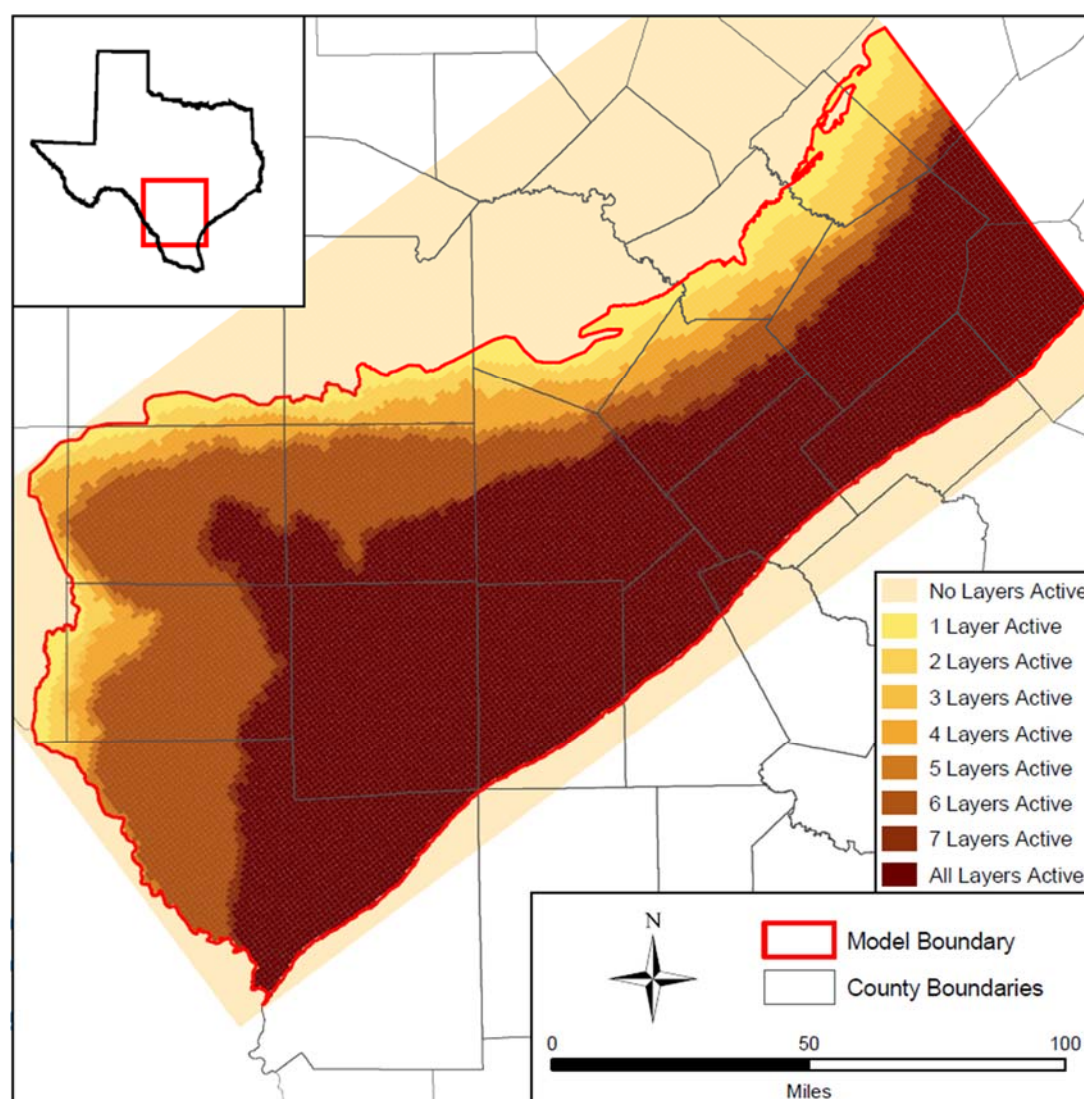 No Layers Active
1 Layer Active
2 Layers Active
3 Layers Active
4 Layers Active
5 Layers Active
6 Layers Active
7 Layers Active
All Layers Active
N
Model Boundary
County Boundaries
0 50 100
Miles